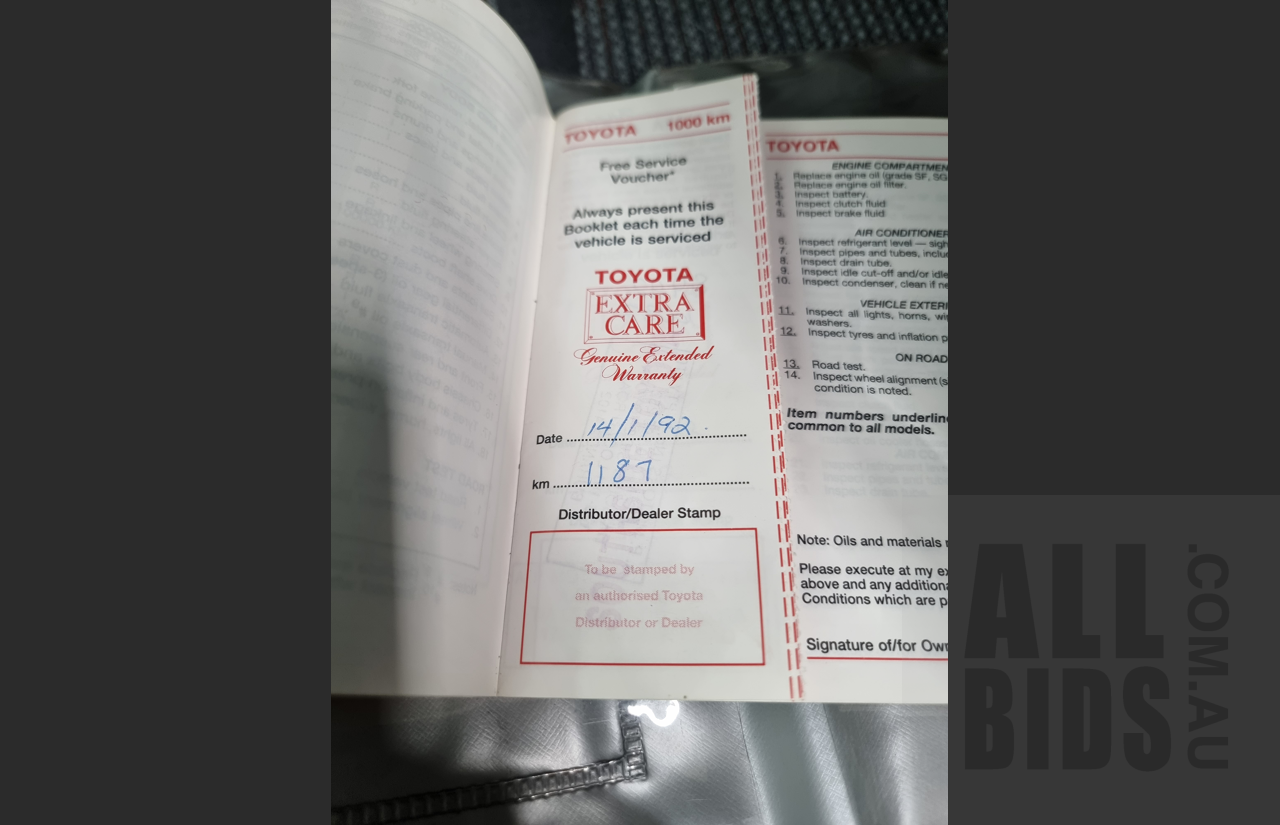 TOYOTA 1000 km
Free Service
Voucher*
Always present this
Booklet each time the
vehicle is serviced
TOYOTA
EXTRA
CARE
Genuine Extended
Warranty
Date 14/1/92
km 1187
Distributor/Dealer Stamp
To be stamped by
an authorised Toyota
Distributor or Dealer
TOYOTA
ENGINE COMPARTMEN
1. Replace engine oil (grade SF, SG
2. Replace engine oil filter.
3. Inspect battery.
4. Inspect clutch fluid
5. Inspect brake fluid
AIR CONDITIONER
6. Inspect refrigerant level — sigh
7. Inspect pipes and tubes, inclu
8. Inspect drain tube.
9. Inspect idle cut-off and/or idle
10. Inspect condenser, clean if ne
VEHICLE EXTERI
11. Inspect all lights, horns, wi
washers.
12. Inspect tyres and inflation p
ON ROAD
13. Road test.
14. Inspect wheel alignment (s
condition is noted.
Item numbers underlin
common to all models.
Note: Oils and materials
Please execute at my ex
above and any additiona
Conditions which are p
Signature of/for Own
ALL
BIDS
.COM.AU